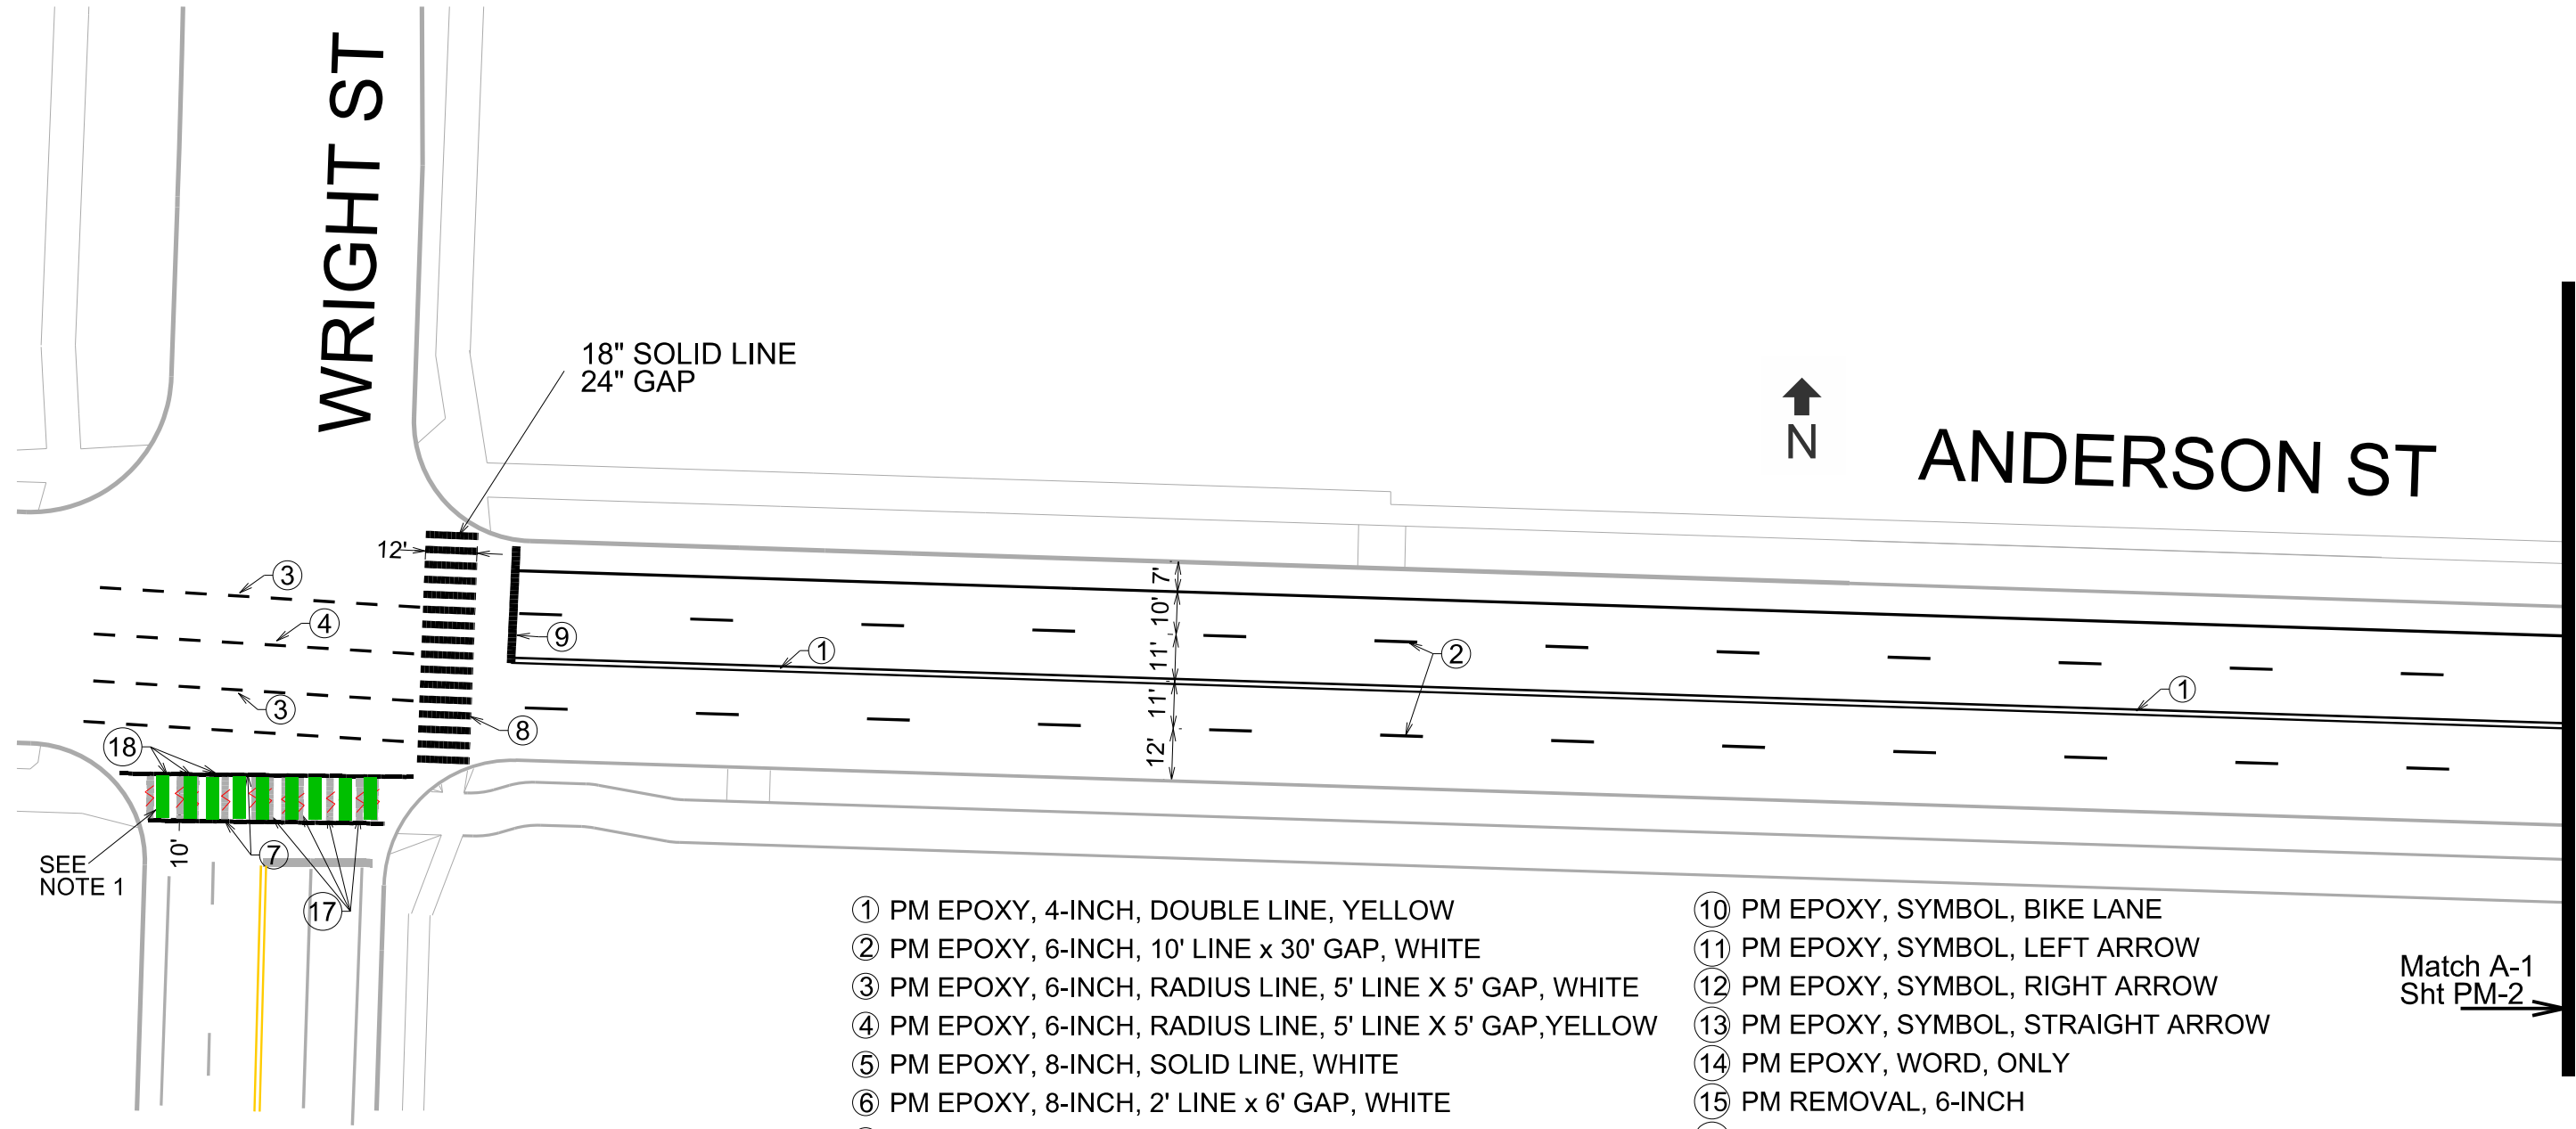 WRIGHT ST
18" SOLID LINE
24" GAP
N
ANDERSON ST
12'
3
4
3
18
9
8
1
7'
10'
11'
11'
12'
2
1
SEE
NOTE 1
10'
7
17
1 PM EPOXY, 4-INCH, DOUBLE LINE, YELLOW
2 PM EPOXY, 6-INCH, 10' LINE x 30' GAP, WHITE
3 PM EPOXY, 6-INCH, RADIUS LINE, 5' LINE X 5' GAP, WHITE
4 PM EPOXY, 6-INCH, RADIUS LINE, 5' LINE X 5' GAP,YELLOW
5 PM EPOXY, 8-INCH, SOLID LINE, WHITE
6 PM EPOXY, 8-INCH, 2' LINE x 6' GAP, WHITE
10 PM EPOXY, SYMBOL, BIKE LANE
11 PM EPOXY, SYMBOL, LEFT ARROW
12 PM EPOXY, SYMBOL, RIGHT ARROW
13 PM EPOXY, SYMBOL, STRAIGHT ARROW
14 PM EPOXY, WORD, ONLY
15 PM REMOVAL, 6-INCH
Match A-1
Sht PM-2